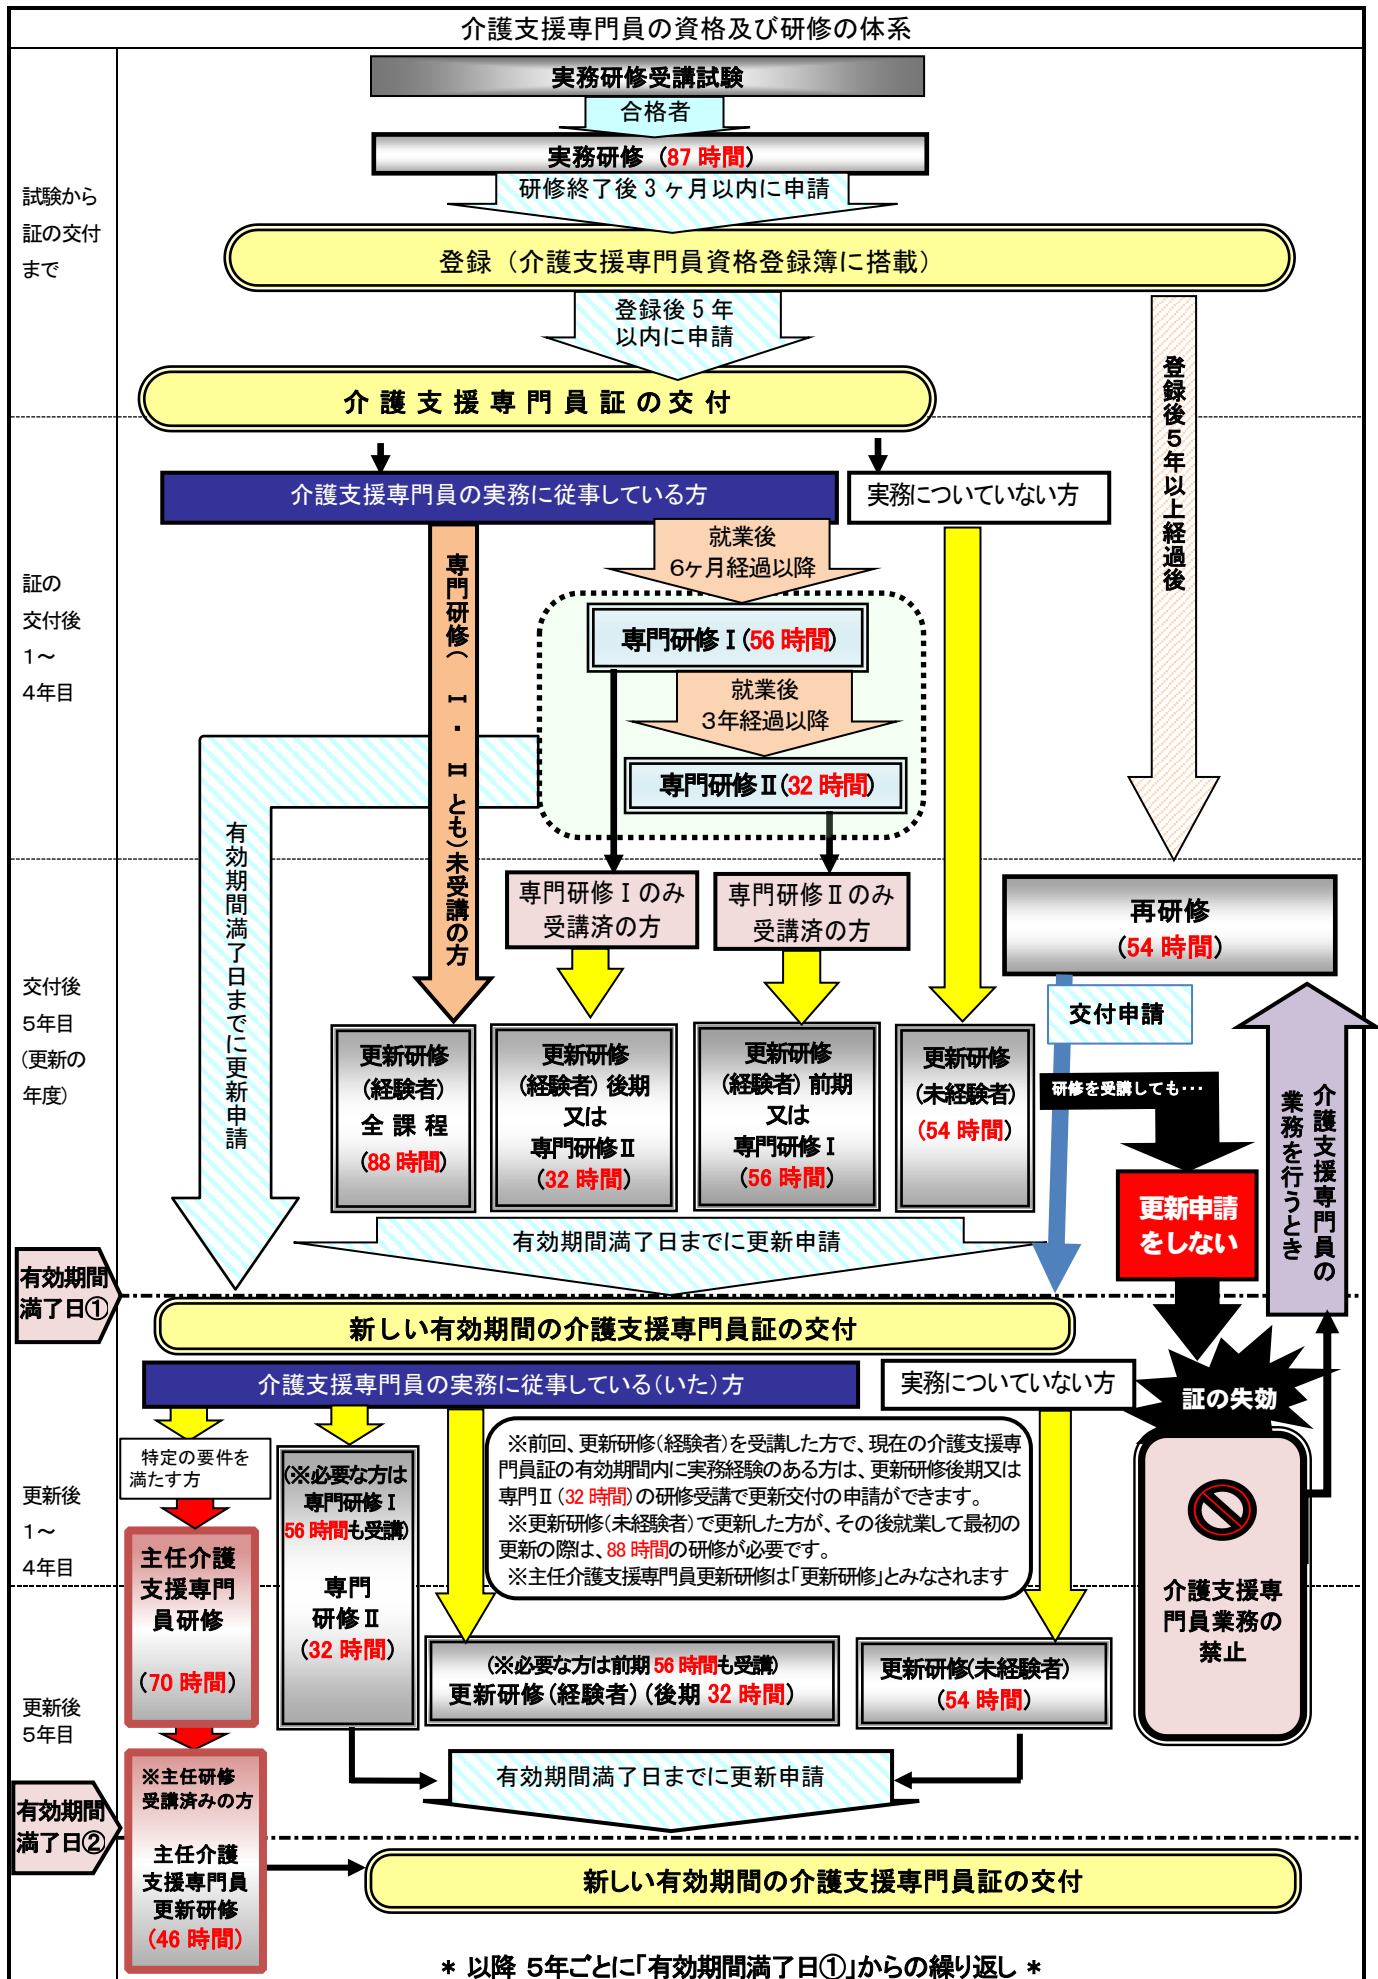 介護支援専門員の資格及び研修の体系
実務研修受講試験
合格者
実務研修（87 時間）
研修終了後 3 ヶ月以内に申請
試験から
証の交付
まで
登録（介護支援専門員資格登録簿に搭載）
登録後 5 年
以内に申請
登録後５年以上経過後
介 護 支 援 専 門 員 証 の 交 付
介護支援専門員の実務に従事している方
実務についていない方
証の
交付後
1～
4年目
専門研修（Ⅰ・Ⅱとも）未受講の方
就業後
6ヶ月経過以降
専門研修Ⅰ(56 時間)
就業後
3年経過以降
専門研修Ⅱ(32 時間)
有効期間満了日までに更新申請
専門研修Ⅰのみ
受講済の方
専門研修Ⅱのみ
受講済の方
再研修
(54 時間)
交付後
5年目
(更新の
年度)
交付申請
更新研修
(経験者)
全 課 程
(88 時間)
更新研修
(経験者) 後期
又は
専門研修Ⅱ
(32 時間)
更新研修
(経験者) 前期
又は
専門研修Ⅰ
(56 時間)
更新研修
(未経験者)
(54 時間)
研修を受講しても･･･
介護支援専門員の
業務を行うとき
更新申請
をしない
有効期間満了日までに更新申請
有効期間
満了日①
新しい有効期間の介護支援専門員証の交付
介護支援専門員の実務に従事している(いた)方
実務についていない方
証の失効
特定の要件を
満たす方
(※必要な方は
専門研修Ⅰ
56 時間も受講)
専門
研修Ⅱ
(32 時間)
※前回、更新研修(経験者)を受講した方で、現在の介護支援専
門員証の有効期間内に実務経験のある方は、更新研修後期又は
専門Ⅱ(32 時間)の研修受講で更新交付の申請ができます。
※更新研修(未経験者)で更新した方が、その後就業して最初の
更新の際は、88 時間の研修が必要です。
※主任介護支援専門員更新研修は「更新研修」とみなされます
更新後
1～
4年目
主任介護
支援専門
員研修
(70 時間)
介護支援専
門員業務の
禁止
(※必要な方は前期 56 時間も受講)
更新研修(経験者)(後期 32 時間)
更新研修(未経験者)
(54 時間)
更新後
5年目
有効期間満了日までに更新申請
有効期間
満了日②
※主任研修
受講済みの方
主任介護
支援専門員
更新研修
(46 時間)
新しい有効期間の介護支援専門員証の交付
* 以降 5年ごとに「有効期間満了日①」からの繰り返し *